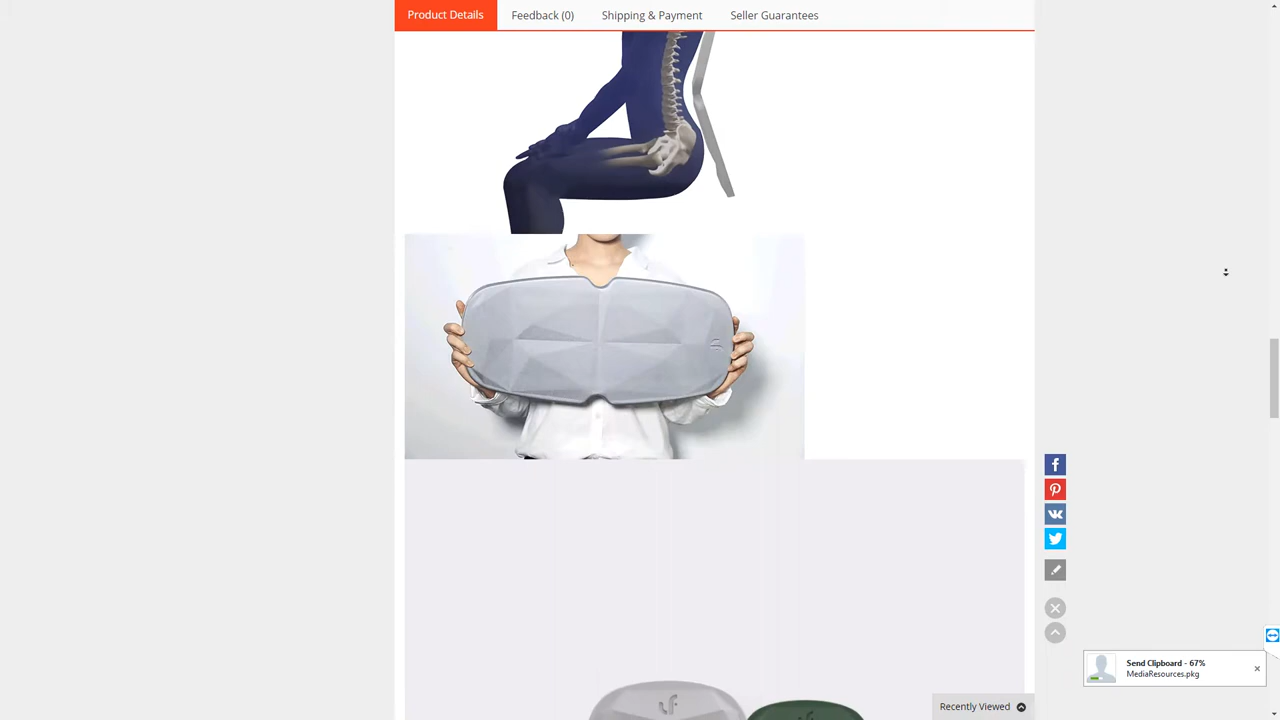 Product Details
Feedback (0)
Shipping & Payment
Seller Guarantees
Send Clipboard - 67%
MediaResources.pkg
Recently Viewed